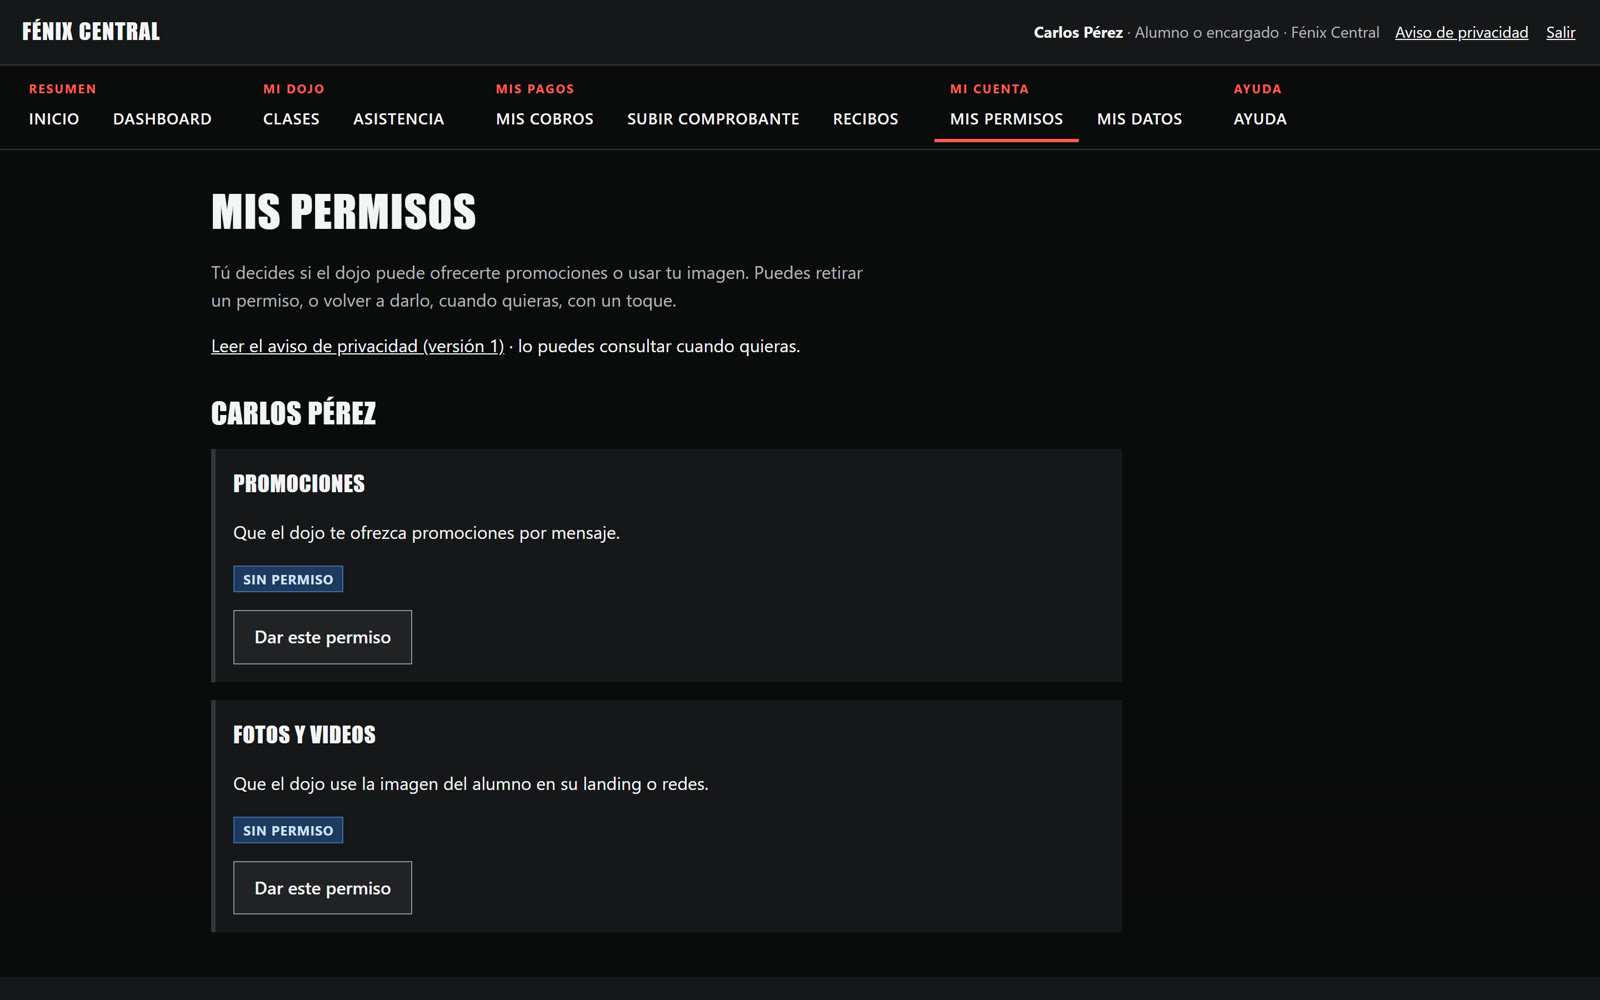 FÉNIX CENTRAL
Carlos Pérez · Alumno o encargado · Fénix Central Aviso de privacidad Salir
RESUMEN MI DOJO MIS PAGOS MI CUENTA AYUDA
INICIO DASHBOARD CLASES ASISTENCIA MIS COBROS SUBIR COMPROBANTE RECIBOS MIS PERMISOS MIS DATOS AYUDA
MIS PERMISOS
Tú decides si el dojo puede ofrecerte promociones o usar tu imagen. Puedes retirar
un permiso, o volver a darlo, cuando quieras, con un toque.
Leer el aviso de privacidad (versión 1) · lo puedes consultar cuando quieras.
CARLOS PÉREZ
PROMOCIONES
Que el dojo te ofrezca promociones por mensaje.
SIN PERMISO
Dar este permiso
FOTOS Y VIDEOS
Que el dojo use la imagen del alumno en su landing o redes.
SIN PERMISO
Dar este permiso